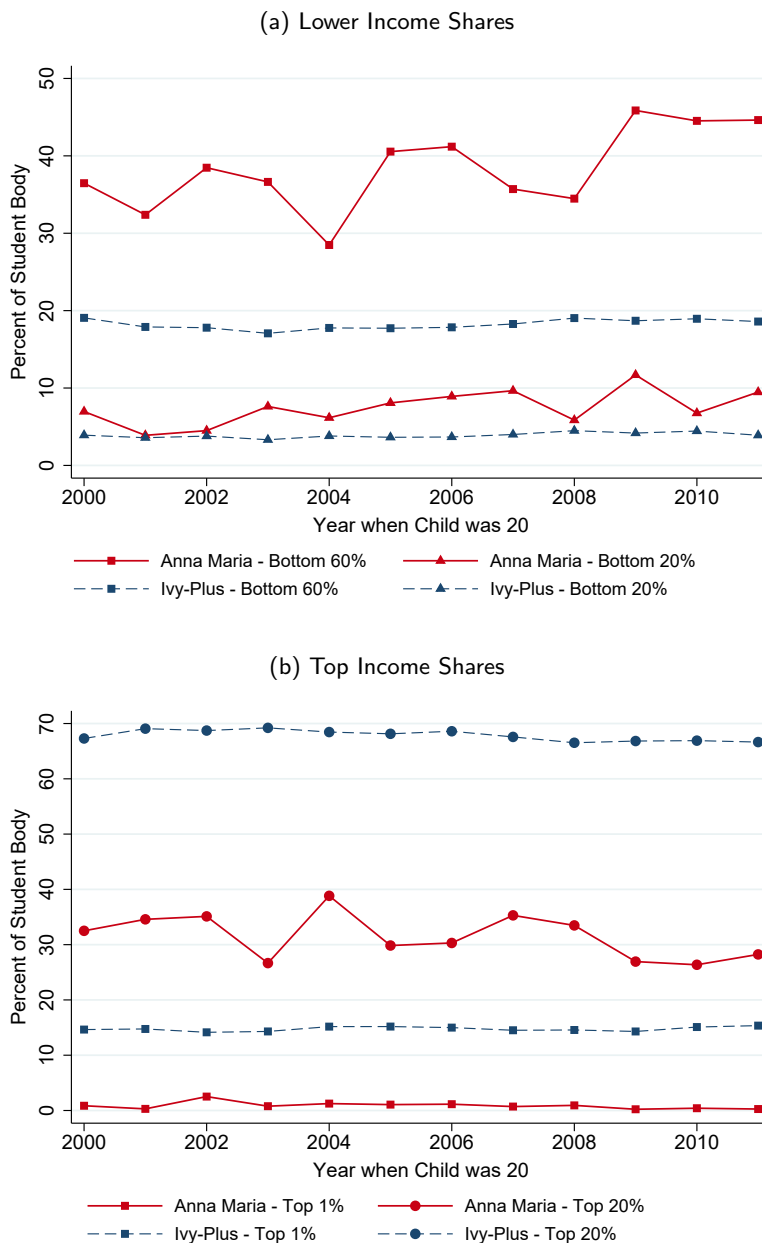 (a) Lower Income Shares
Percent of Student Body
50
40
30
20
10
0
2000 2002 2004 2006 2008 2010
Year when Child was 20
Anna Maria - Bottom 60% Anna Maria - Bottom 20%
Ivy-Plus - Bottom 60% Ivy-Plus - Bottom 20%
(b) Top Income Shares
Percent of Student Body
70
60
50
40
30
20
10
0
2000 2002 2004 2006 2008 2010
Year when Child was 20
Anna Maria - Top 1% Anna Maria - Top 20%
Ivy-Plus - Top 1% Ivy-Plus - Top 20%